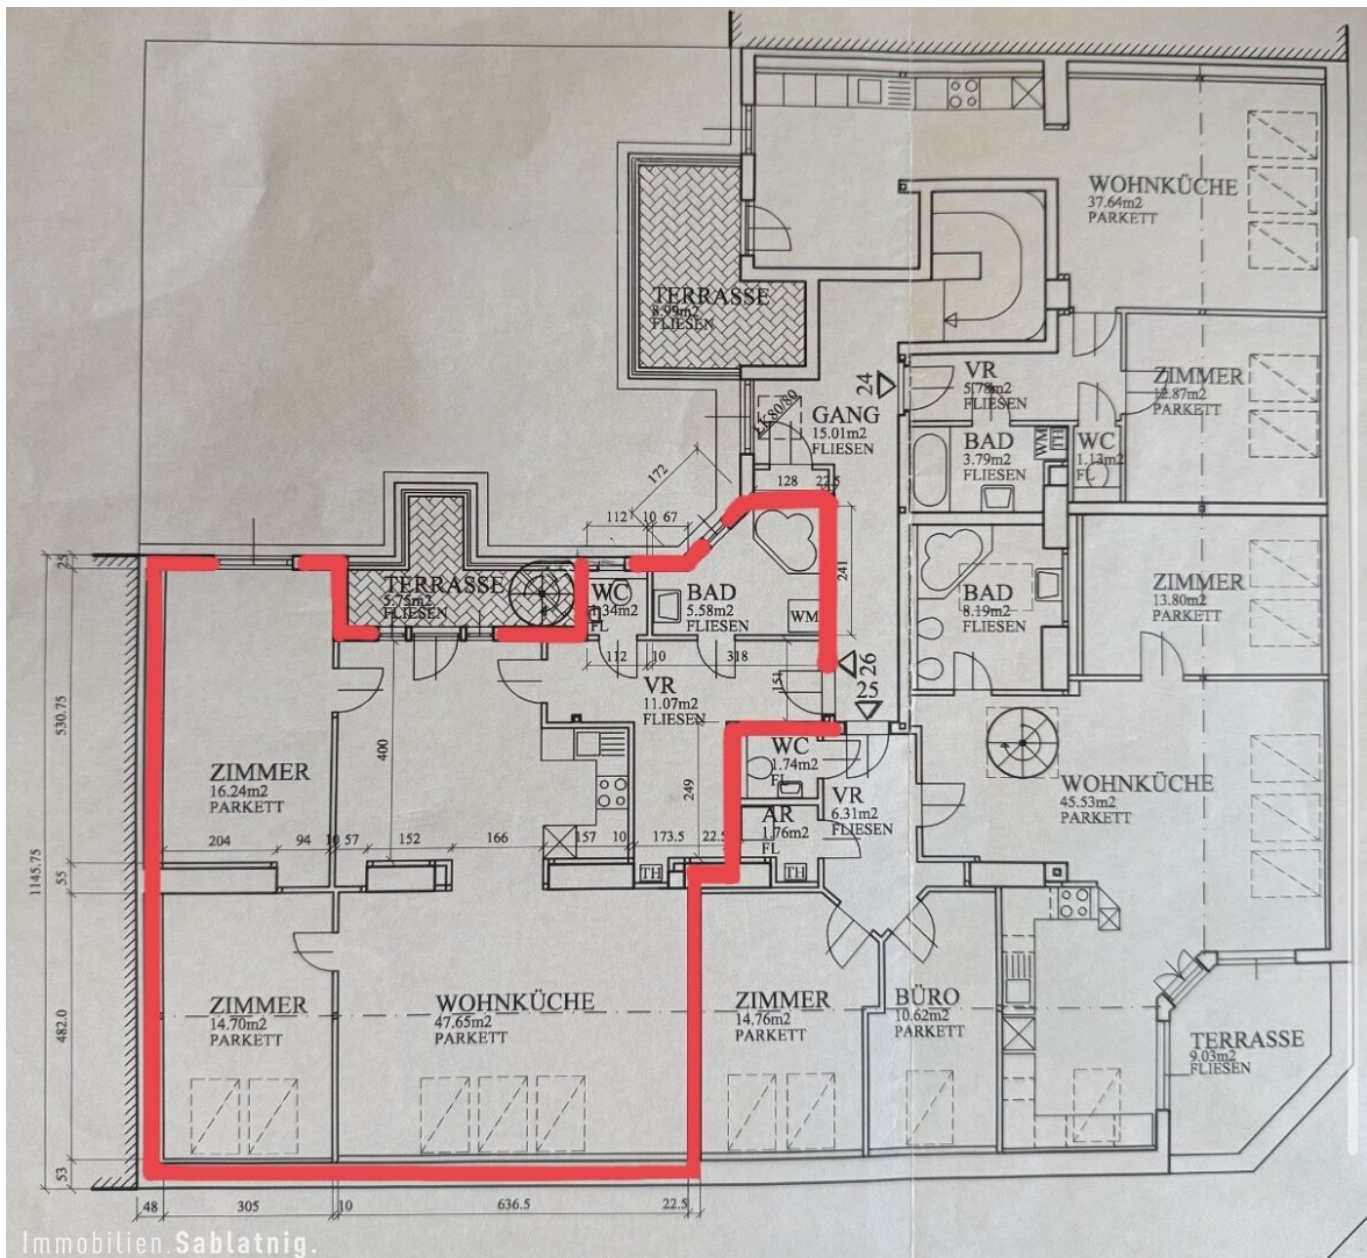 WOHNKÜCHE
37.64m2
PARKETT
TERRASSE
8.99m2
FLIESEN
24
VR
5.78m2
FLIESEN
ZIMMER
12.87m2
PARKETT
LK 80/80
GANG
15.01m2
FLIESEN
BAD
3.79m2
FLIESEN
WM
TH
WC
1.13m2
FL
172
128
22.5
112
10
67
241
25
TERRASSE
5.75m2
FLIESEN
WC
1.34m2
FL
BAD
5.58m2
FLIESEN
WM
BAD
8.19m2
FLIESEN
ZIMMER
13.80m2
PARKETT
112
10
318
151
26
25
VR
11.07m2
FLIESEN
530.75
400
ZIMMER
16.24m2
PARKETT
249
WC
1.74m2
FL
VR
6.31m2
FLIESEN
WOHNKÜCHE
45.53m2
PARKETT
AR
1.76m2
FL
204
94
10
57
152
166
157
10
173.5
22.5
TH
TH
1145.75
55
482.0
53
ZIMMER
14.70m2
PARKETT
WOHNKÜCHE
47.65m2
PARKETT
ZIMMER
14.76m2
PARKETT
BÜRO
10.62m2
PARKETT
TERRASSE
9.03m2
FLIESEN
48
305
10
636.5
22.5
Immobilien.Sablatnig.